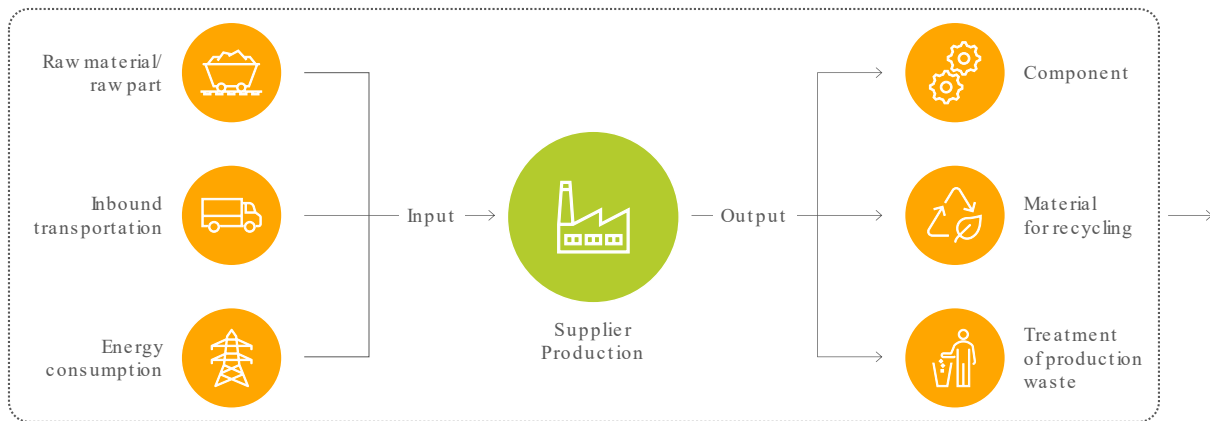 Raw material/
raw part
Inbound
transportation
Energy
consumption
Input
Supplier
Production
Output
Component
Material
for recycling
Treatment
of production
waste